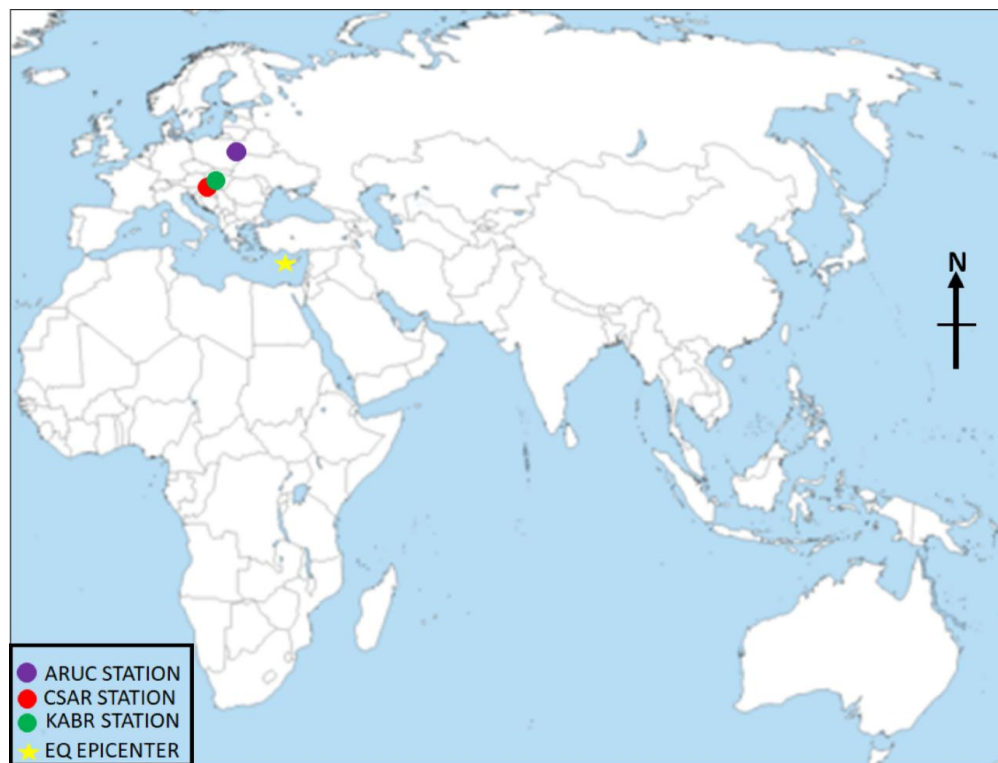 N
ARUC STATION
CSAR STATION
KABR STATION
EQ EPICENTER